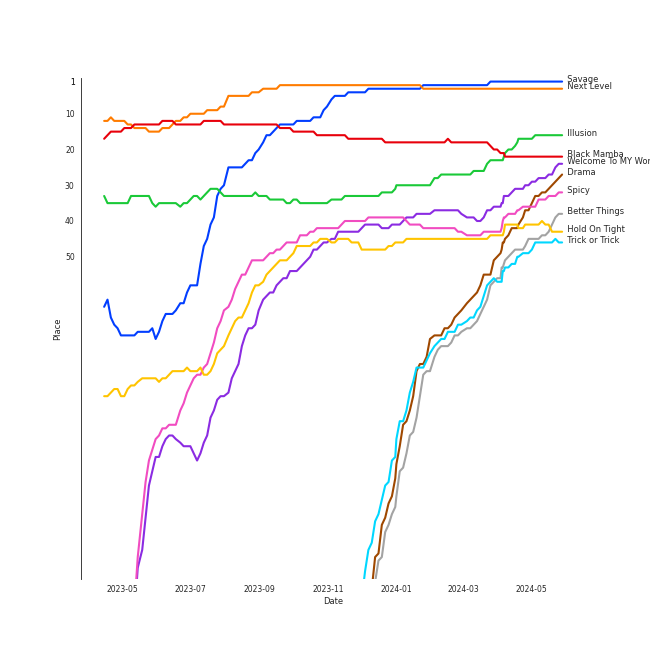 Savage
Next Level
Illusion
Black Mamba
Welcome To MY Wor
Drama
Spicy
Better Things
Hold On Tight
Trick or Trick
1
10
20
30
40
50
Place
2023-05
2023-07
2023-09
2023-11
2024-01
2024-03
2024-05
Date